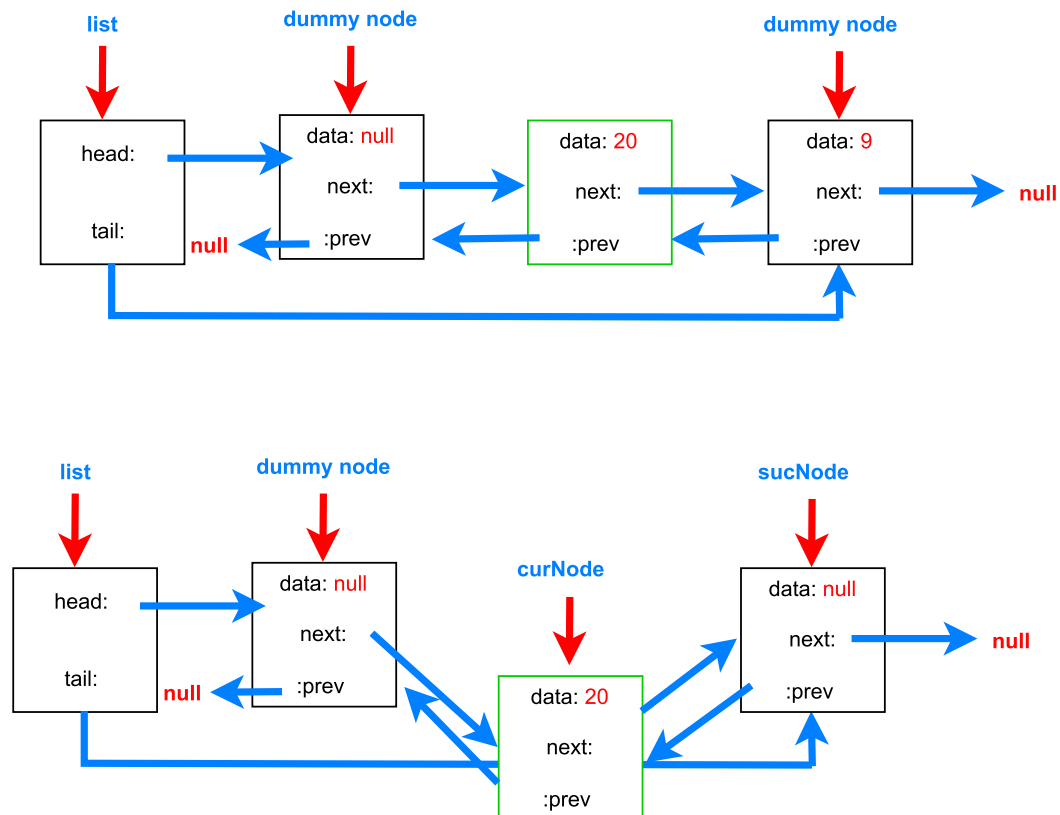 list
dummy node
dummy node
head:
tail:
data: null
next:
:prev
null
data: 20
next:
:prev
data: 9
next:
:prev
null
list
dummy node
sucNode
curNode
head:
tail:
data: null
next:
:prev
null
data: 20
next:
:prev
data: null
next:
:prev
null